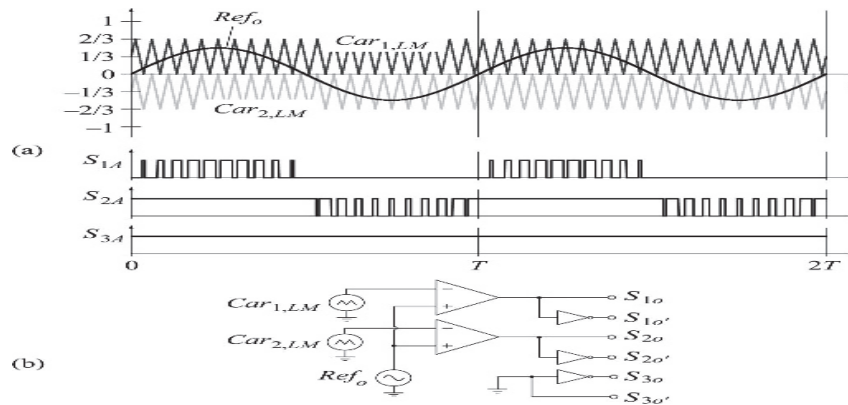 Ref_o
1
2/3
Car_{1,LM}
1/3
0
−1/3
−2/3
Car_{2,LM}
−1
(a)
S_{1A}
S_{2A}
S_{3A}
0 T 2T
Car_{1,LM}
S_{1o}
S_{1o'}
Car_{2,LM}
S_{2o}
(b)
S_{2o'}
Ref_o
S_{3o}
S_{3o'}